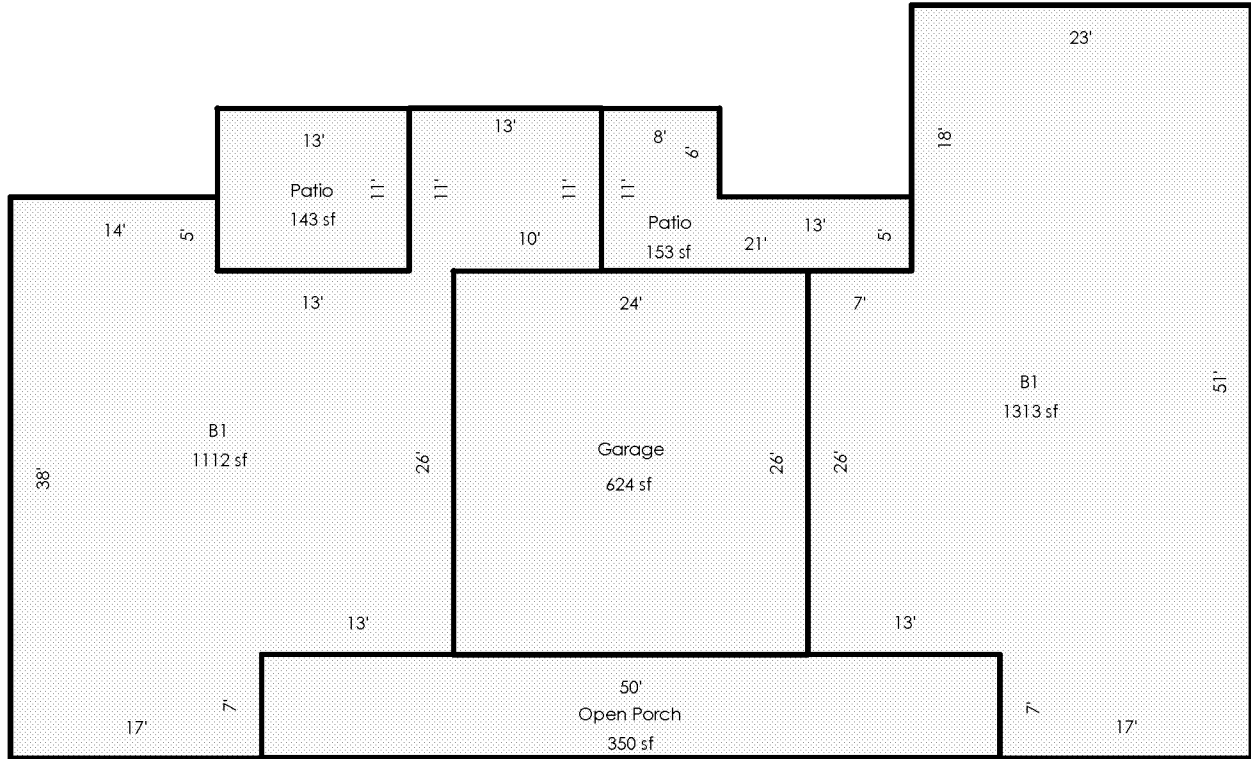 23'
13'
13'
8'
6'
18'
Patio
143 sf
11'
11'
11'
11'
14'
5'
10'
Patio
153 sf
21'
13'
5'
13'
24'
7'
B1
1112 sf
38'
26'
Garage
624 sf
26'
26'
B1
1313 sf
51'
13'
13'
17'
7'
50'
Open Porch
350 sf
7'
17'